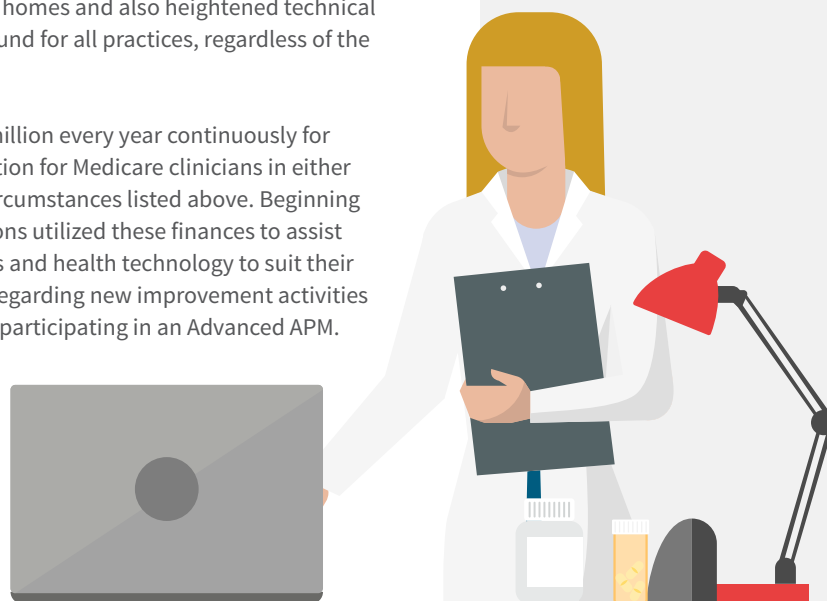 homes and also heightened technical
und for all practices, regardless of the
nillion every year continuously for
tion for Medicare clinicians in either
rcumstances listed above. Beginning
ons utilized these finances to assist
s and health technology to suit their
egarding new improvement activities
participating in an Advanced APM.